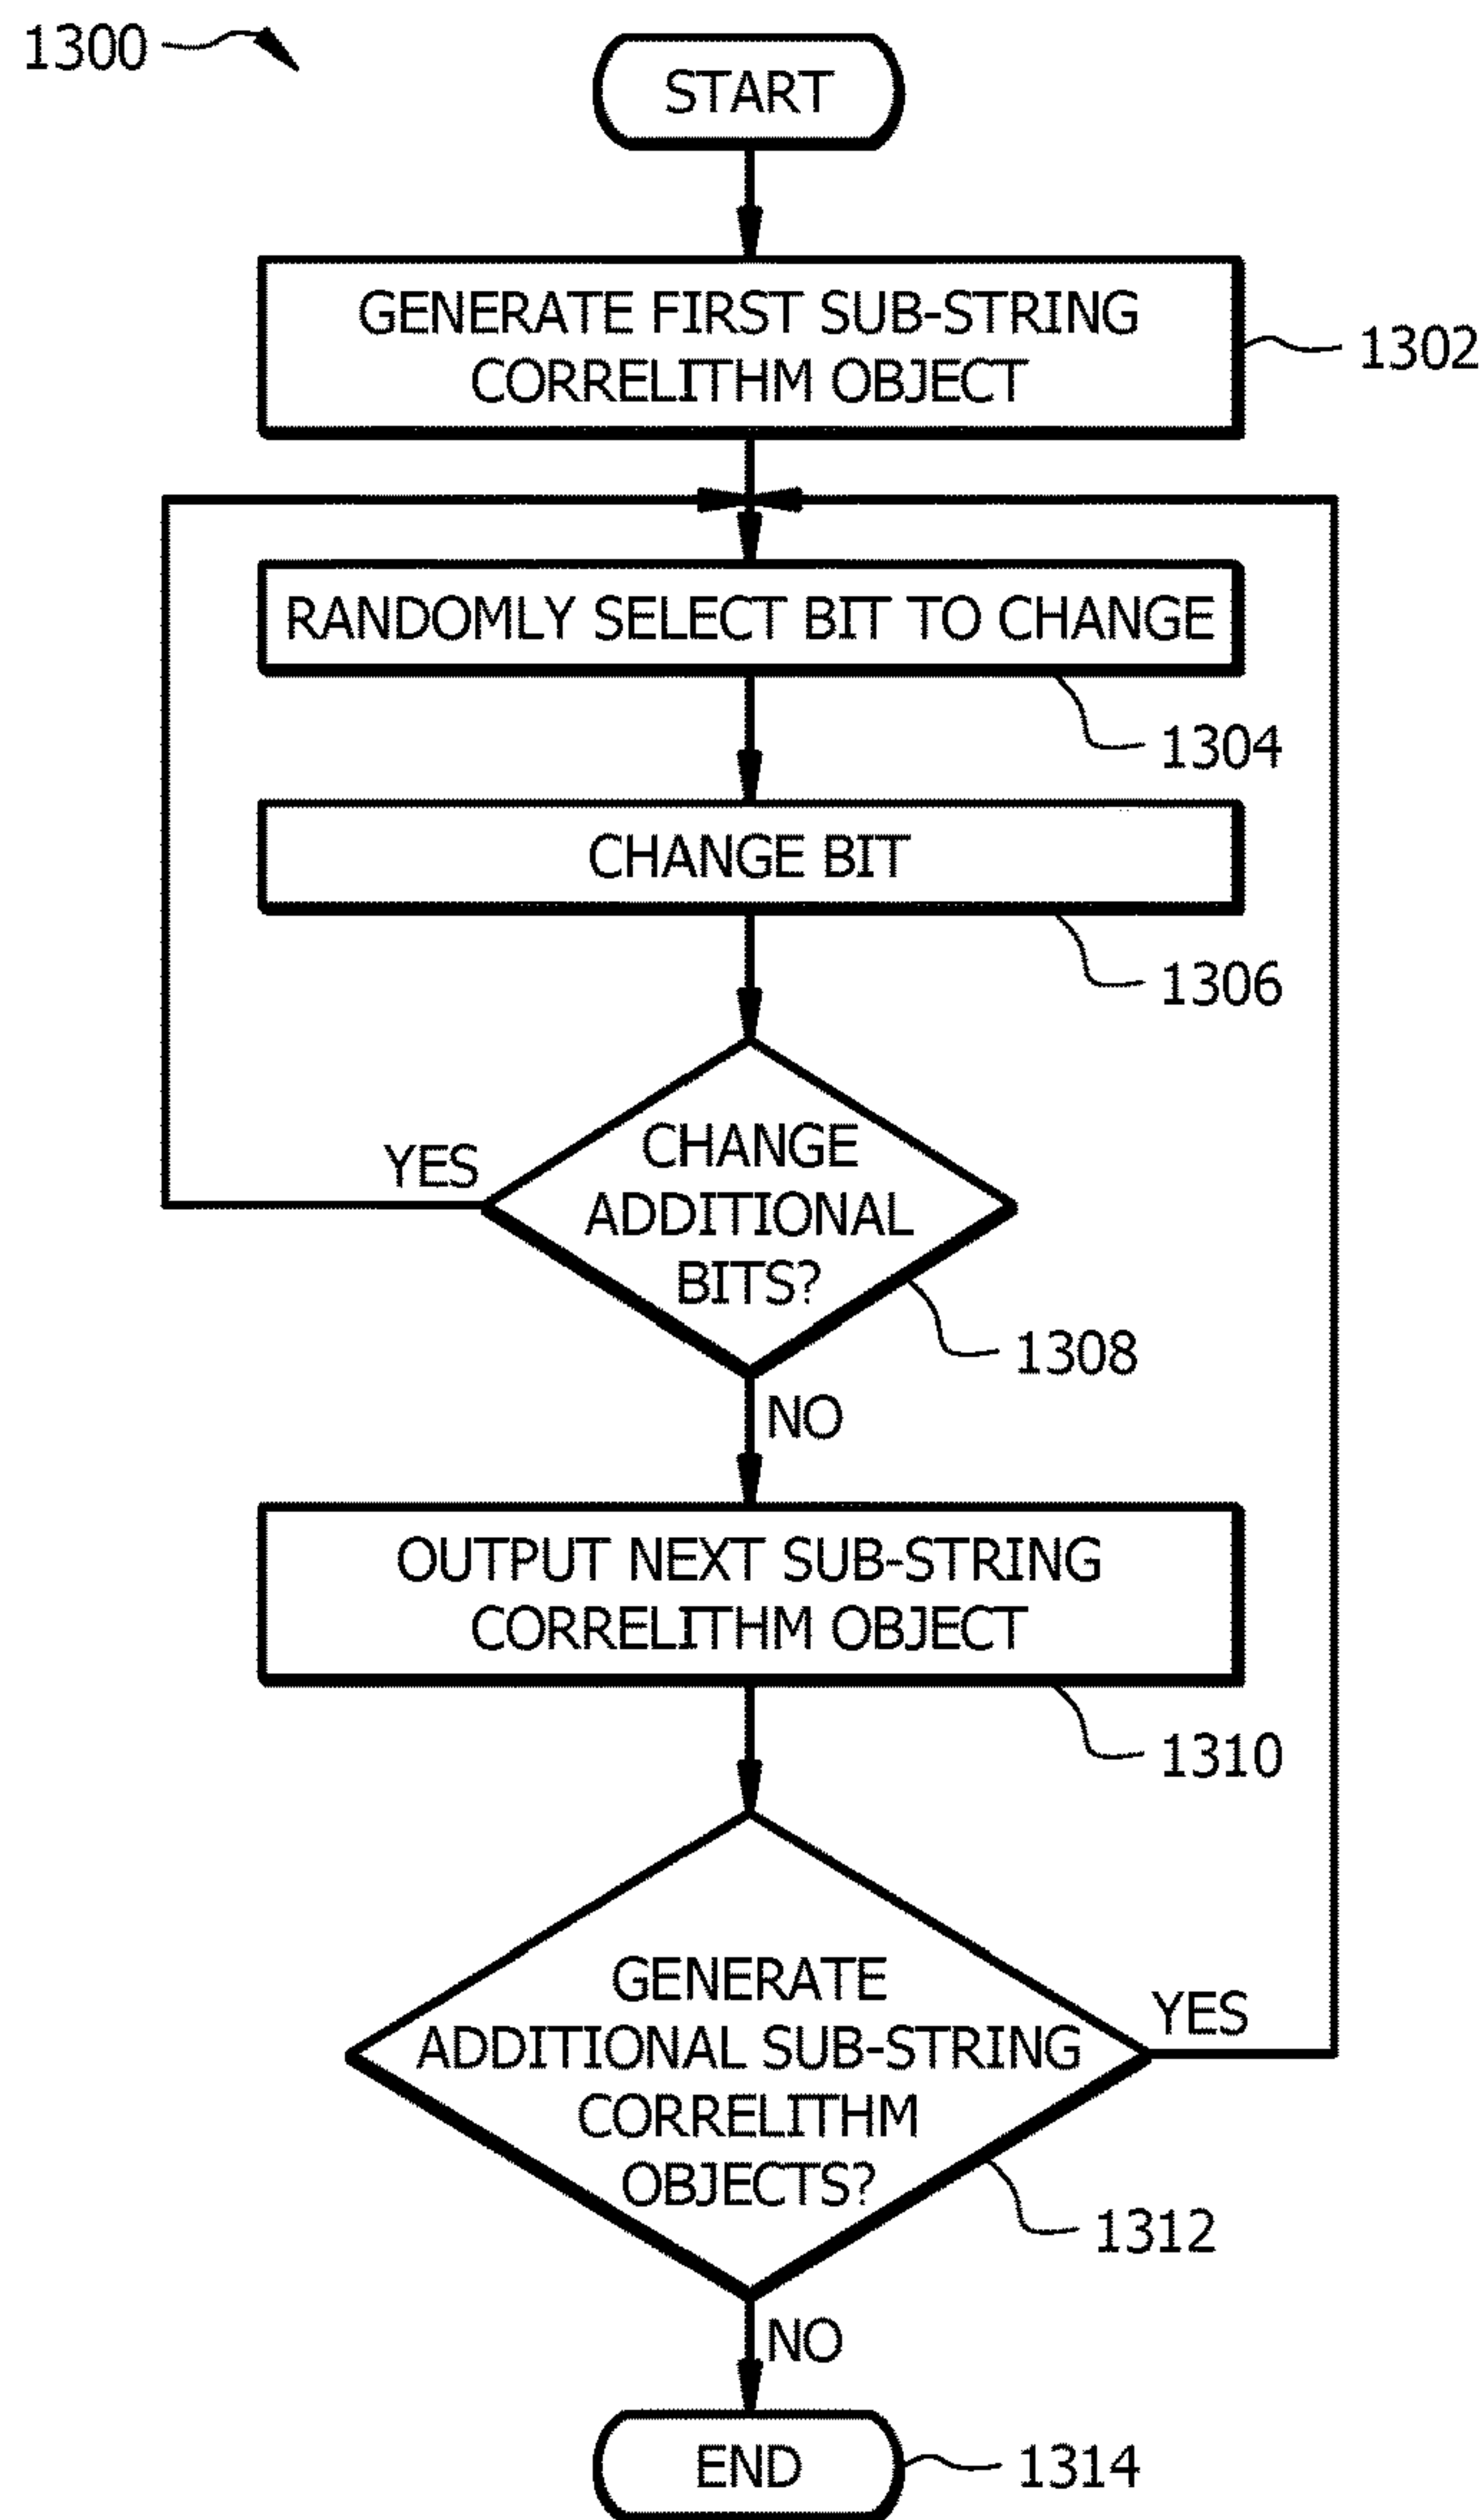 1300
START
GENERATE FIRST SUB-STRING
CORRELITHM OBJECT
1302
RANDOMLY SELECT BIT TO CHANGE
1304
CHANGE BIT
1306
YES
CHANGE
ADDITIONAL
BITS?
1308
NO
OUTPUT NEXT SUB-STRING
CORRELITHM OBJECT
1310
GENERATE
ADDITIONAL SUB-STRING
CORRELITHM
OBJECTS?
YES
1312
NO
END
1314